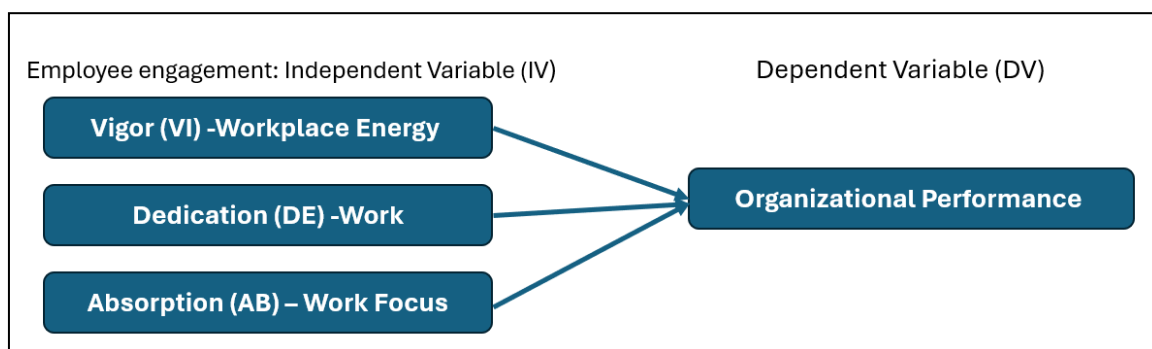 Employee engagement: Independent Variable (IV)
Dependent Variable (DV)
Vigor (VI) -Workplace Energy
Dedication (DE) -Work
Absorption (AB) – Work Focus
Organizational Performance